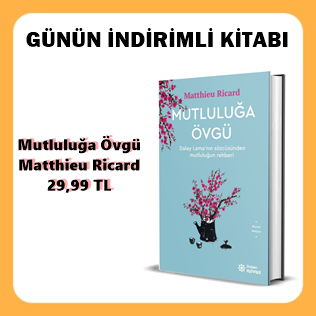 GÜNÜN İNDİRİMLİ KİTABI
Mutluluğa Övgü
Matthieu Ricard
29,99 TL
Matthieu Ricard
MUTLULUĞA
ÖVGÜ
Dalay Lama'nın sözcüsünden
mutluluğun rehberi